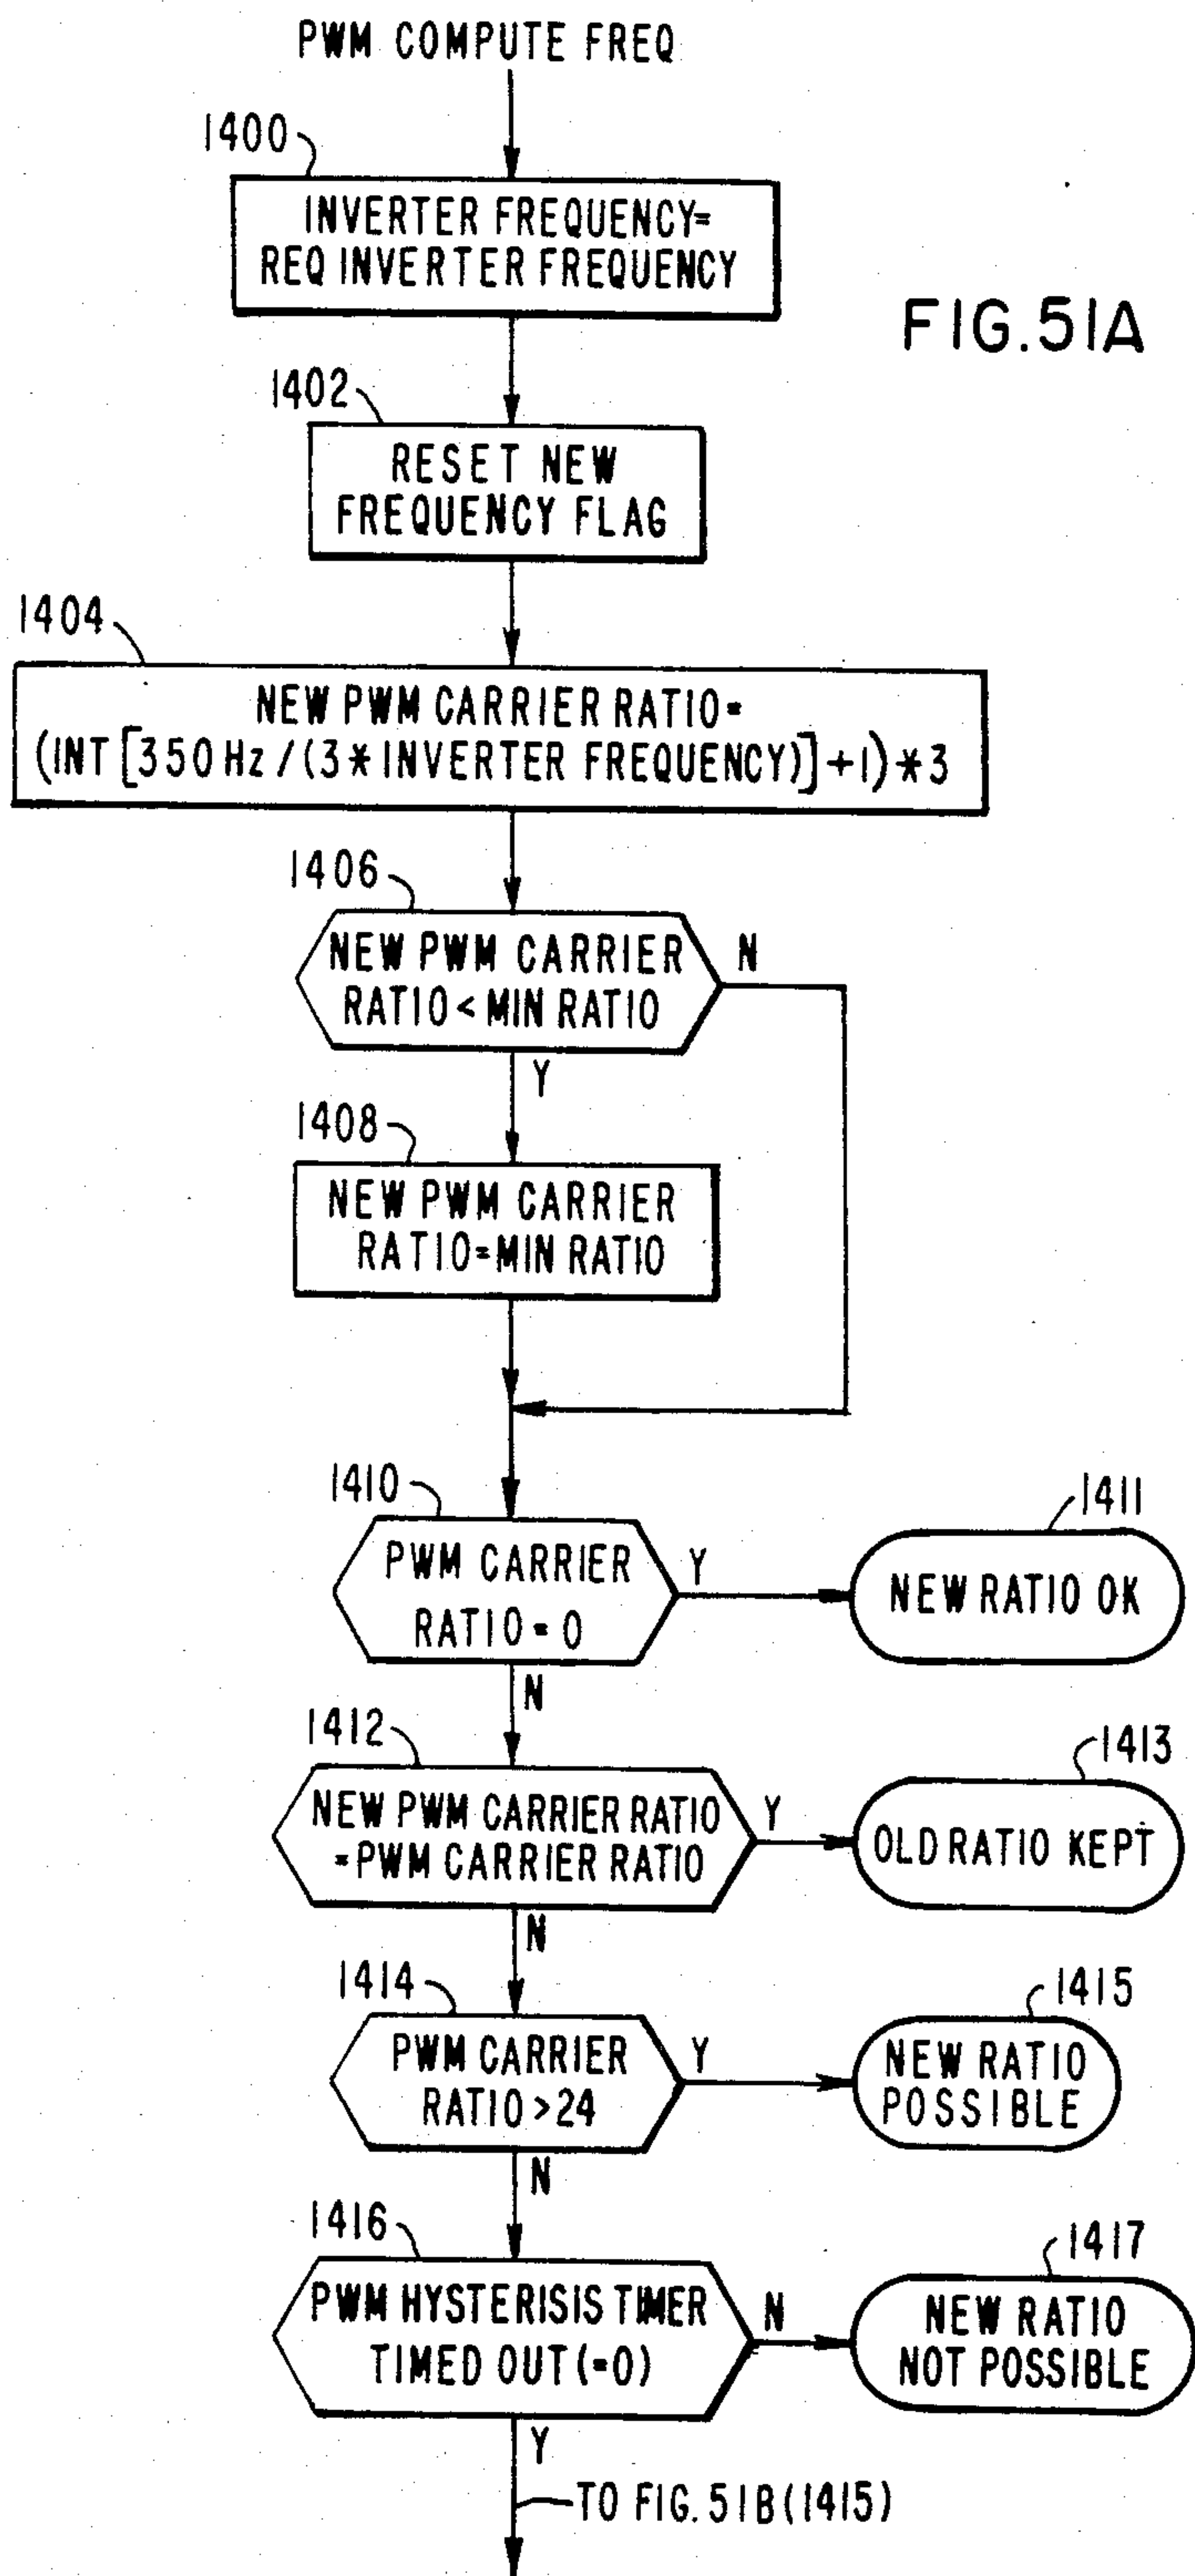 PWM COMPUTE FREQ
1400
INVERTER FREQUENCY=
REQ INVERTER FREQUENCY
FIG.51A
1402
RESET NEW
FREQUENCY FLAG
1404
NEW PWM CARRIER RATIO=
(INT [350 Hz /(3* INVERTER FREQUENCY)]+1)*3
1406
NEW PWM CARRIER
RATIO< MIN RATIO
N
Y
1408
NEW PWM CARRIER
RATIO=MIN RATIO
1410
PWM CARRIER
RATIO = 0
Y
1411
NEW RATIO OK
N
1412
NEW PWM CARRIER RATIO
=PWM CARRIER RATIO
Y
1413
OLD RATIO KEPT
N
1414
PWM CARRIER
RATIO >24
Y
1415
NEW RATIO
POSSIBLE
N
1416
PWM HYSTERISIS TIMER
TIMED OUT (=0)
N
1417
NEW RATIO
NOT POSSIBLE
Y
TO FIG. 51B (1415)